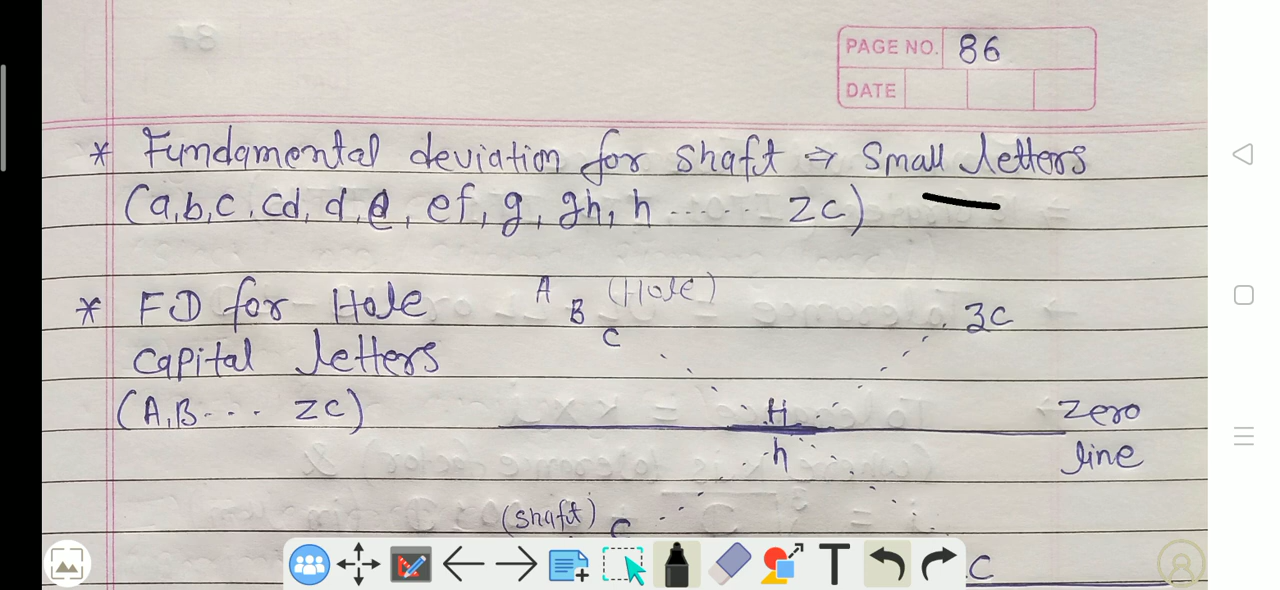 PAGE NO. 86
DATE
* Fundamental deviation for shaft ⇒ Small letters
(a, b, c, cd, d, e, ef, g, gh, h ...... zc)
* FD for Hole
capital letters
(A, B... zc)
A B C (Hole)
zc
H
Zero
line
h
(shaft) c
C
T